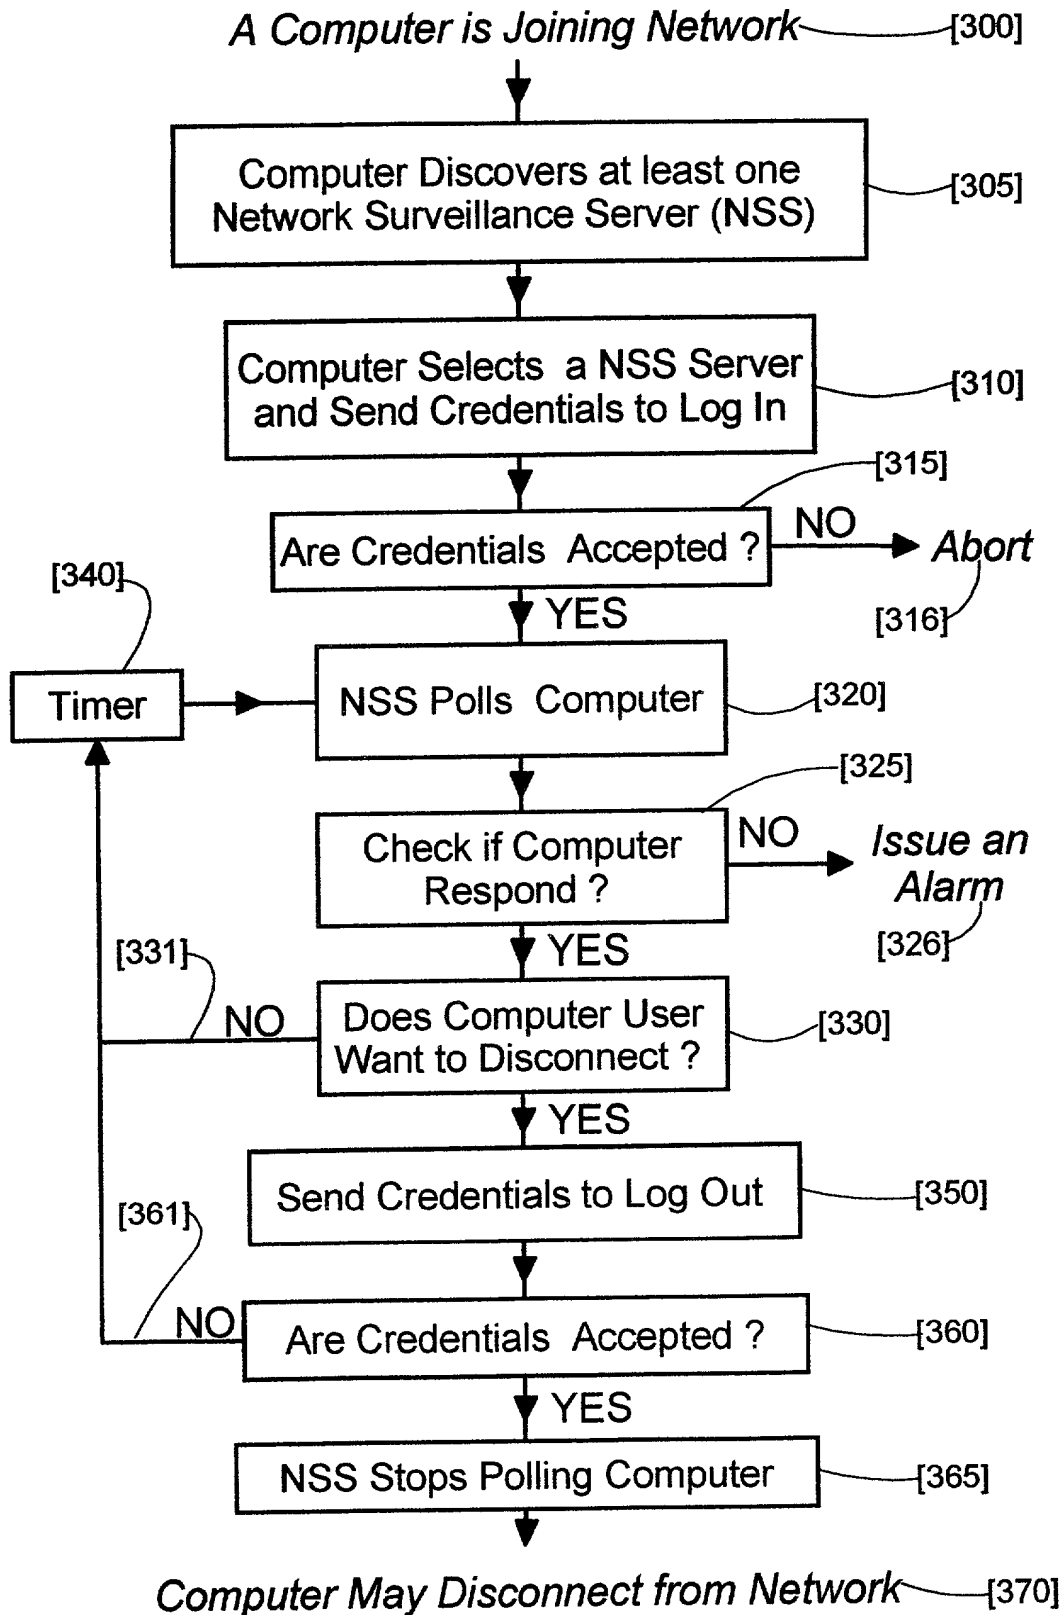 A Computer is Joining Network [300]
Computer Discovers at least one
Network Surveillance Server (NSS)
[305]
Computer Selects a NSS Server
and Send Credentials to Log In
[310]
[315]
Are Credentials Accepted ?
NO
Abort
[316]
YES
[340]
Timer
NSS Polls Computer
[320]
[325]
Check if Computer
Respond ?
NO
Issue an
Alarm
[326]
YES
[331]
NO
Does Computer User
Want to Disconnect ?
[330]
YES
Send Credentials to Log Out
[350]
[361]
NO
Are Credentials Accepted ?
[360]
YES
NSS Stops Polling Computer
[365]
Computer May Disconnect from Network [370]